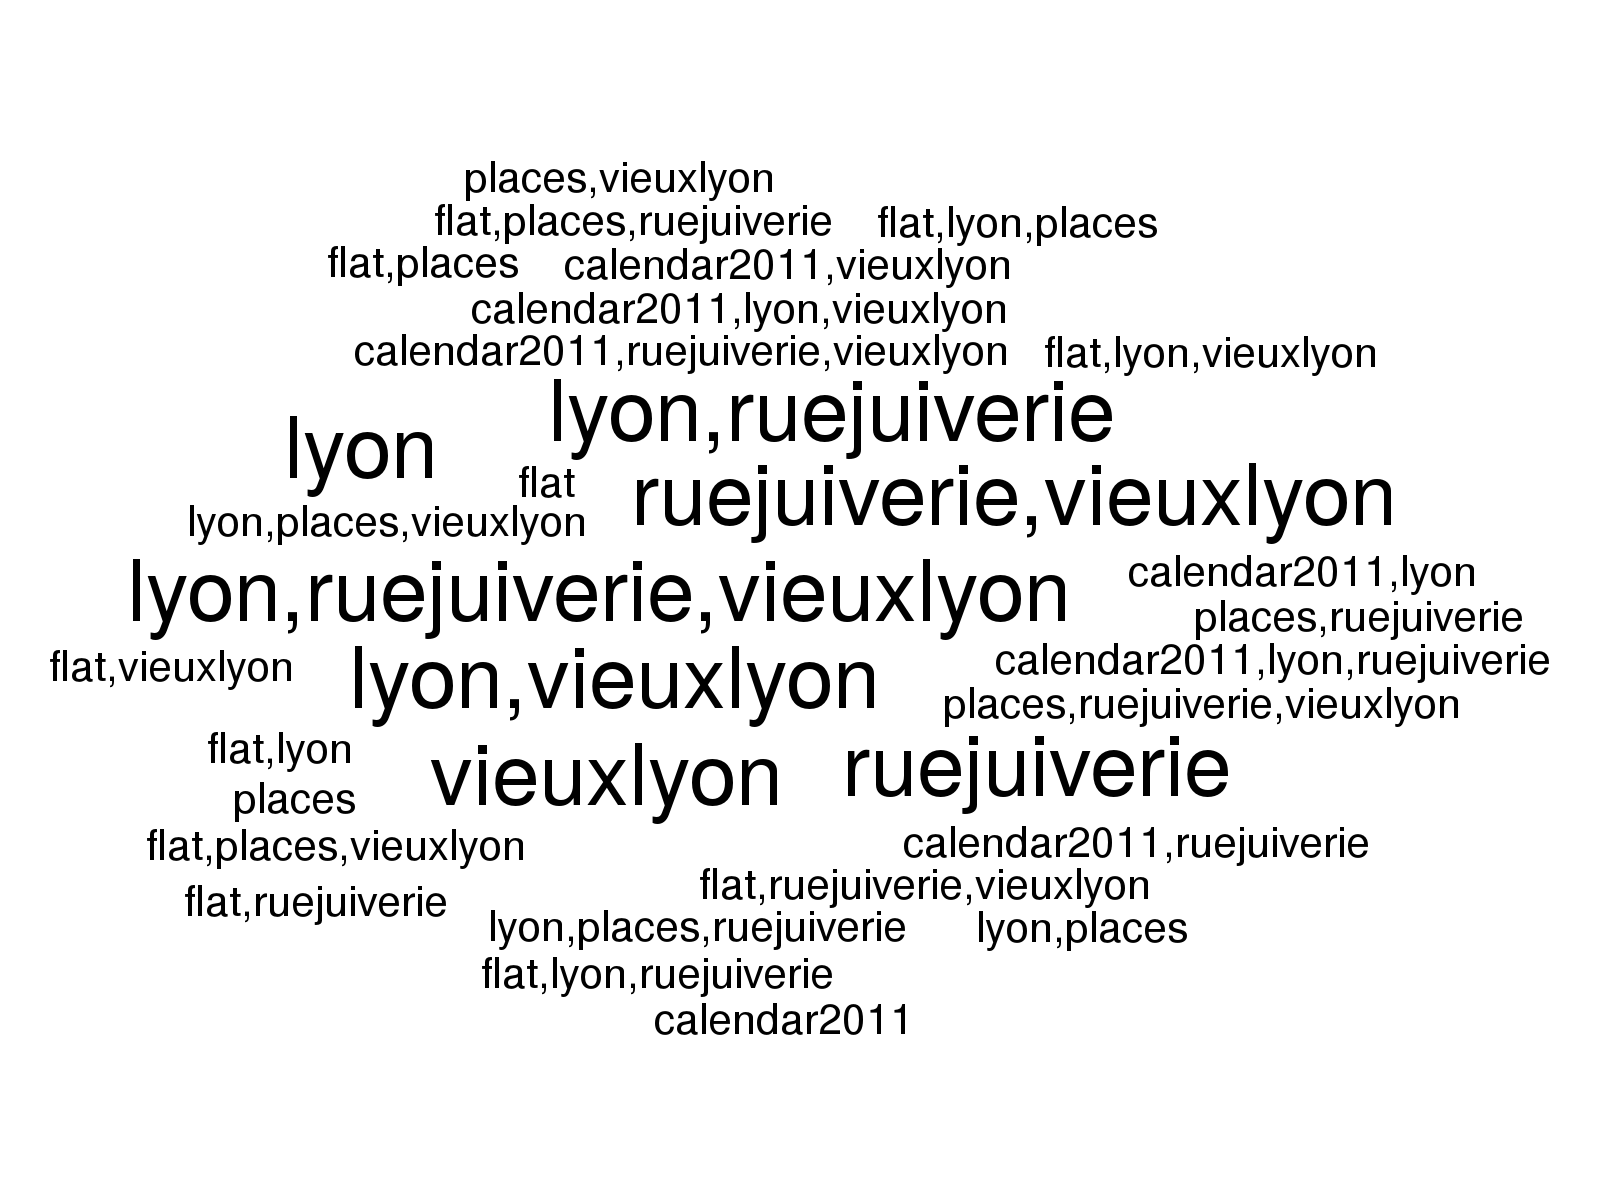 places,vieuxlyon
flat,places,ruejuiverie
flat,lyon,places
flat,places
calendar2011,vieuxlyon
calendar2011,lyon,vieuxlyon
calendar2011,ruejuiverie,vieuxlyon
flat,lyon,vieuxlyon
lyon,ruejuiverie
lyon
flat
ruejuiverie,vieuxlyon
lyon,places,vieuxlyon
lyon,ruejuiverie,vieuxlyon
calendar2011,lyon
places,ruejuiverie
flat,vieuxlyon
lyon,vieuxlyon
calendar2011,lyon,ruejuiverie
places,ruejuiverie,vieuxlyon
flat,lyon
vieuxlyon
ruejuiverie
places
flat,places,vieuxlyon
calendar2011,ruejuiverie
flat,ruejuiverie,vieuxlyon
flat,ruejuiverie
lyon,places,ruejuiverie
lyon,places
flat,lyon,ruejuiverie
calendar2011